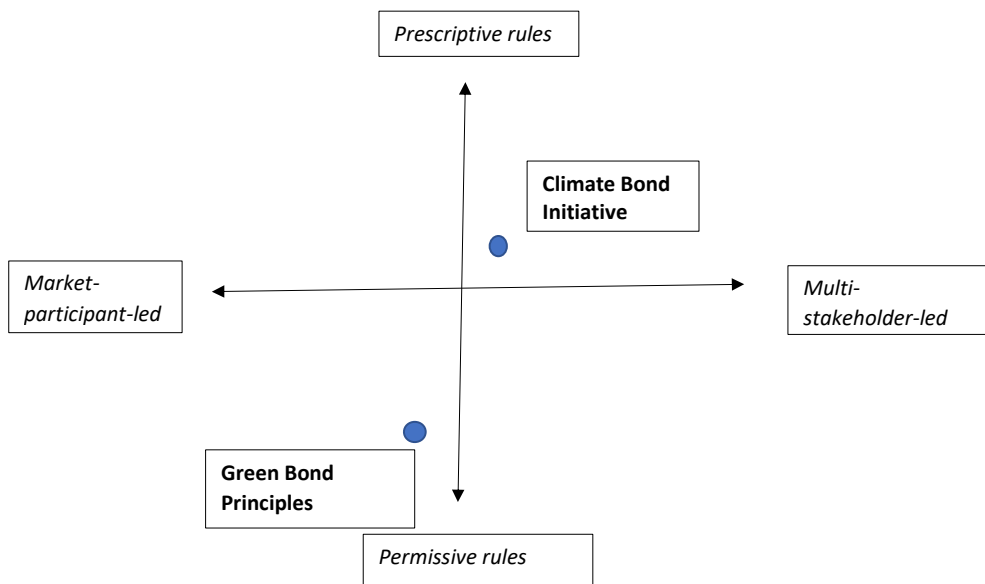 Prescriptive rules
Climate Bond
Initiative
Market-
participant-led
Multi-
stakeholder-led
Green Bond
Principles
Permissive rules